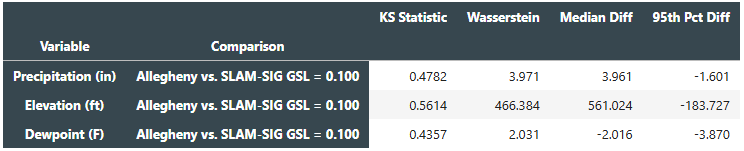 KS Statistic Wasserstein Median Diff 95th Pct Diff
Variable Comparison
Precipitation (in) Allegheny vs. SLAM-SIG GSL = 0.100 0.4782 3.971 3.961 -1.601
Elevation (ft) Allegheny vs. SLAM-SIG GSL = 0.100 0.5614 466.384 561.024 -183.727
Dewpoint (F) Allegheny vs. SLAM-SIG GSL = 0.100 0.4357 2.031 -2.016 -3.870